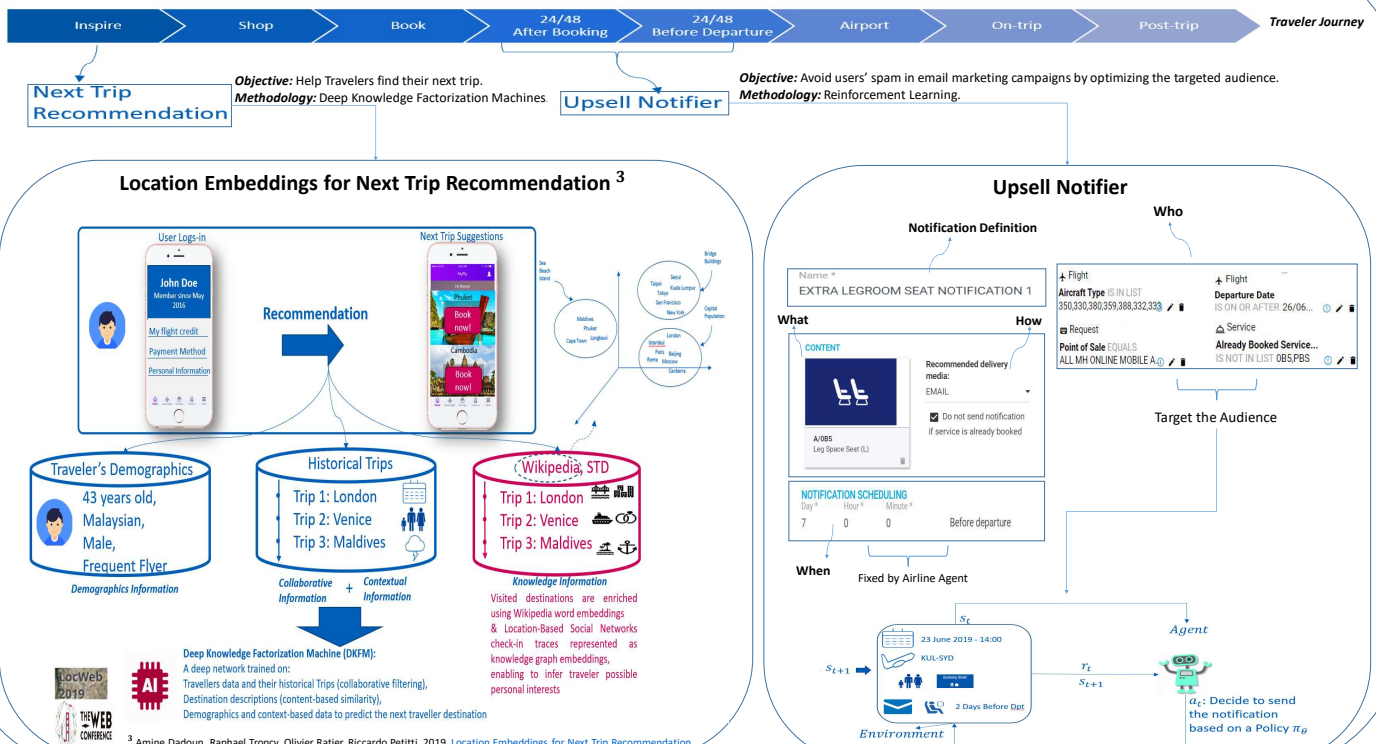 Inspire
Shop
Book
24/48
After Booking
24/48
Before Departure
Airport
On-trip
Post-trip
Traveler Journey
Next Trip
Recommendation
Objective: Help Travelers find their next trip.
Methodology: Deep Knowledge Factorization Machines.
Upsell Notifier
Objective: Avoid users' spam in email marketing campaigns by optimizing the targeted audience.
Methodology: Reinforcement Learning.
Location Embeddings for Next Trip Recommendation 3
User Logs-in
John Doe
Member since May
2016
My flight credit
Payment Method
Personal Information
Recommendation
Next Trip Suggestions
Hi there!
Phuket
Book
now!
Cambodia
Book
now!
Sea
Beach
Island
Bridge
Buildings
Seoul
Taipei
Kuala Lumpur
Tokyo
San Francisco
New York
Capital
Population
Maldives
Phuket
Cape Town
Langkawi
London
Istanbul
Paris
Beijing
Rome
Moscow
Canberra
Traveler's Demographics
43 years old,
Malaysian,
Male,
Frequent Flyer
Demographics Information
Historical Trips
Trip 1: London
Trip 2: Venice
Trip 3: Maldives
Collaborative
Information
+
Contextual
Information
Wikipedia, STD
Trip 1: London
Trip 2: Venice
Trip 3: Maldives
Knowledge Information
Visited destinations are enriched
using Wikipedia word embeddings
& Location-Based Social Networks
check-in traces represented as
knowledge graph embeddings,
enabling to infer traveler possible
personal interests
LocWeb
2019
THE WEB
CONFERENCE
AI
Deep Knowledge Factorization Machine (DKFM):
A deep network trained on:
Travellers data and their historical Trips (collaborative filtering),
Destination descriptions (content-based similarity),
Demographics and context-based data to predict the next traveller destination
3 Amine Dadoun, Raphael Troncy, Olivier Ratier, Riccardo Petitti. 2019. Location Embeddings for Next Trip Recommendation
Upsell Notifier
Notification Definition
Who
Name *
EXTRA LEGROOM SEAT NOTIFICATION 1
What
How
CONTENT
A/0B5
Leg Space Seat (L)
Recommended delivery
media:
EMAIL
Do not send notification
if service is already booked
NOTIFICATION SCHEDULING
Day *
Hour *
Minute *
7
0
0
Before departure
When
Fixed by Airline Agent
Flight
Aircraft Type IS IN LIST
350,330,380,359,388,332,333
Request
Point of Sale EQUALS
ALL MH ONLINE MOBILE A...
Flight
Departure Date
IS ON OR AFTER 26/06...
Service
Already Booked Service...
IS NOT IN LIST 0B5,PBS
Target the Audience
st
Agent
st+1
23 June 2019 - 14:00
KUL-SYD
2 Days Before Dpt
Environment
rt
st+1
at: Decide to send
the notification
based on a Policy πθ